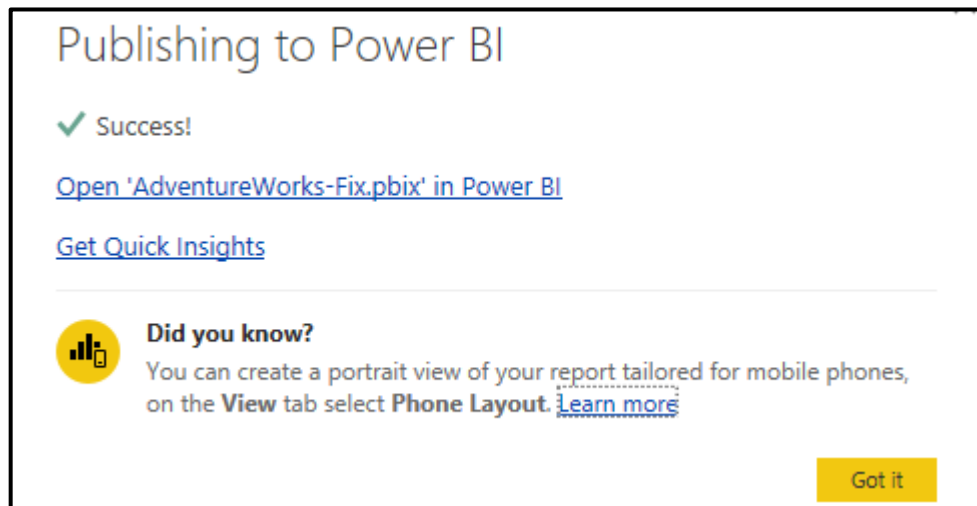 Publishing to Power BI
Success!
Open 'AdventureWorks-Fix.pbix' in Power BI
Get Quick Insights
Did you know?
You can create a portrait view of your report tailored for mobile phones,
on the View tab select Phone Layout. Learn more
Got it